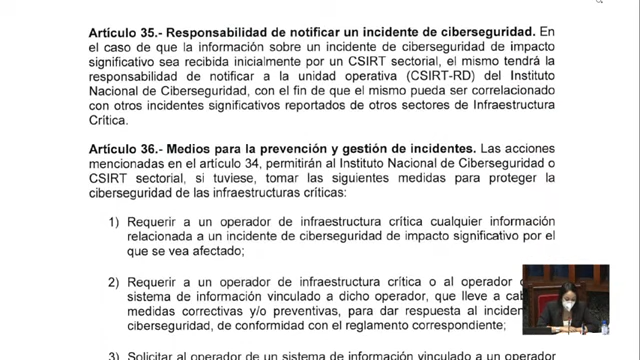 Artículo 35.- Responsabilidad de notificar un incidente de ciberseguridad. En
el caso de que la información sobre un incidente de ciberseguridad de impacto
significativo sea recibida inicialmente por un CSIRT sectorial, el mismo tendrá la
responsabilidad de notificar a la unidad operativa (CSIRT-RD) del Instituto
Nacional de Ciberseguridad, con el fin de que el mismo pueda ser correlacionado
con otros incidentes significativos reportados de otros sectores de Infraestructura
Crítica.
Artículo 36.- Medios para la prevención y gestión de incidentes. Las acciones
mencionadas en el articulo 34, permitirán al Instituto Nacional de Ciberseguridad o
CSIRT sectorial, si tuviese, tomar las siguientes medidas para proteger la
ciberseguridad de las infraestructuras críticas:
1) Requerir a un operador de infraestructura crítica cualquier información
relacionada a un incidente de ciberseguridad de impacto significativo por el
que se vea afectado;
2) Requerir a un operador de infraestructura crítica o al operador
sistema de información vinculado a dicho operador, que lleve a
medidas correctivas y/o preventivas, para dar respuesta al
ciberseguridad, de conformidad con el reglamento correspondiente;
3) Solicitar al operador de un sistema de información vinculado a un operador